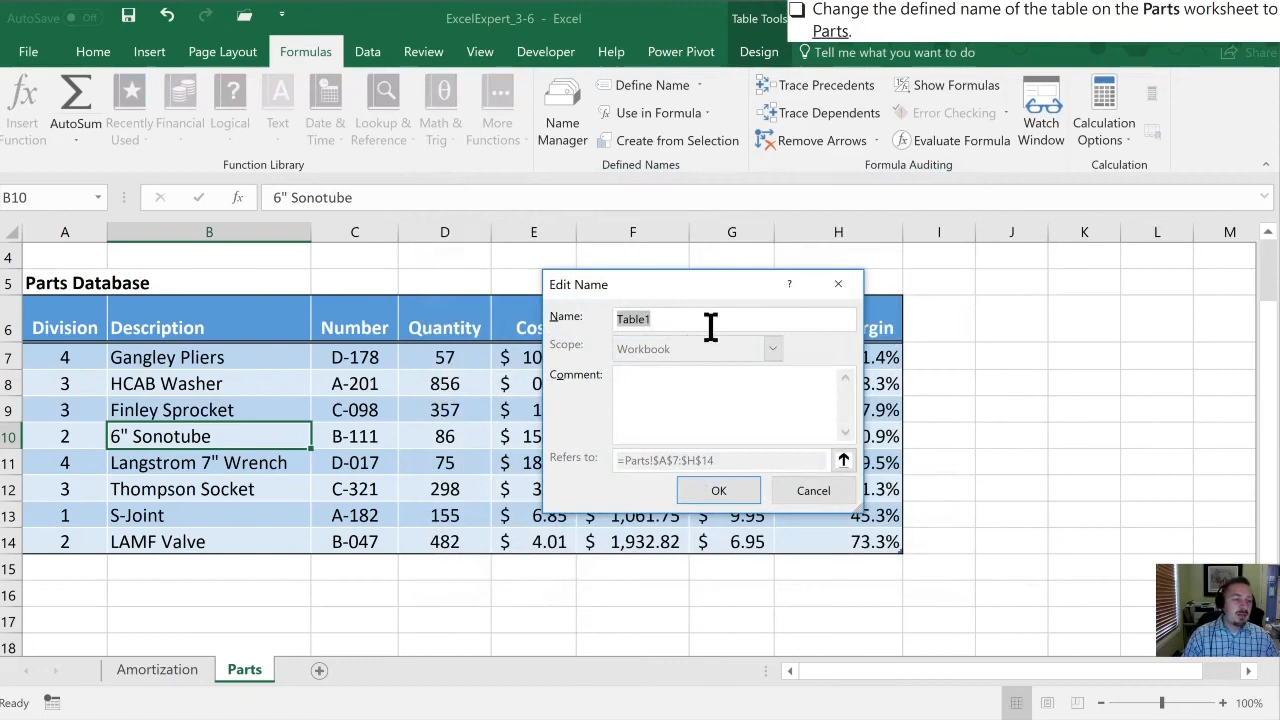 AutoSave Off
ExcelExpert_3-6 - Excel
Table Tools
Change the defined name of the table on the Parts worksheet to
Parts.
File Home Insert Page Layout Formulas Data Review View Developer Help Power Pivot Design Tell me what you want to do Share
Insert Function
AutoSum
Recently Used
Financial
Logical
Text
Date & Time
Lookup & Reference
Math & Trig
More Functions
Function Library
Name Manager
Define Name
Use in Formula
Create from Selection
Defined Names
Trace Precedents
Trace Dependents
Remove Arrows
Show Formulas
Error Checking
Evaluate Formula
Formula Auditing
Watch Window
Calculation Options
Calculation
B10 fx 6" Sonotube
A B C D E F G H I J K L M
4
5 Parts Database
6 Division Description Number Quantity Cos rgin
7 4 Gangley Pliers D-178 57 $ 10 1.4%
8 3 HCAB Washer A-201 856 $ 0 3.3%
9 3 Finley Sprocket C-098 357 $ 1 7.9%
10 2 6" Sonotube B-111 86 $ 15 0.9%
11 4 Langstrom 7" Wrench D-017 75 $ 18 9.5%
12 3 Thompson Socket C-321 298 $ 3 1.3%
13 1 S-Joint A-182 155 $ 6.85 $ 1,061.75 $ 9.95 45.3%
14 2 LAMF Valve B-047 482 $ 4.01 $ 1,932.82 $ 6.95 73.3%
15
16
17
18
Edit Name
Name: Table1
Scope: Workbook
Comment:
Refers to: =Parts!$A$7:$H$14
OK Cancel
Amortization Parts
Ready
100%